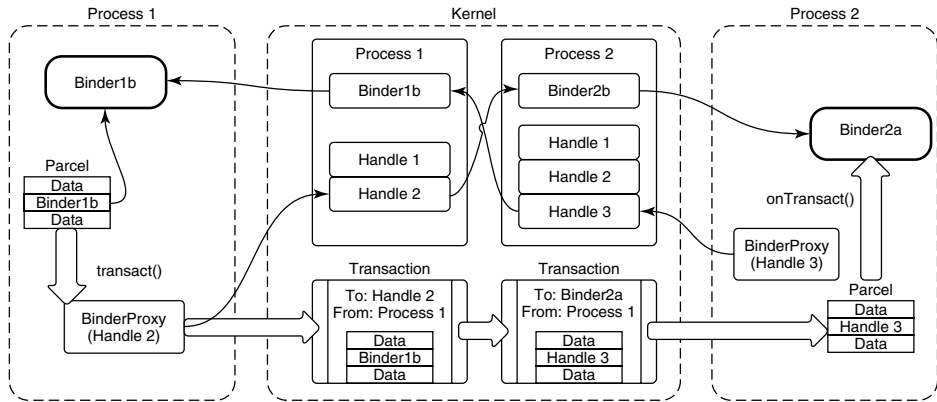 Process 1
Kernel
Process 2
Binder1b
Parcel
Data
Binder1b
Data
transact()
BinderProxy
(Handle 2)
Process 1
Binder1b
Handle 1
Handle 2
Process 2
Binder2b
Handle 1
Handle 2
Handle 3
Transaction
To: Handle 2
From: Process 1
Data
Binder1b
Data
Transaction
To: Binder2a
From: Process 1
Data
Handle 3
Data
Binder2a
onTransact()
BinderProxy
(Handle 3)
Parcel
Data
Handle 3
Data